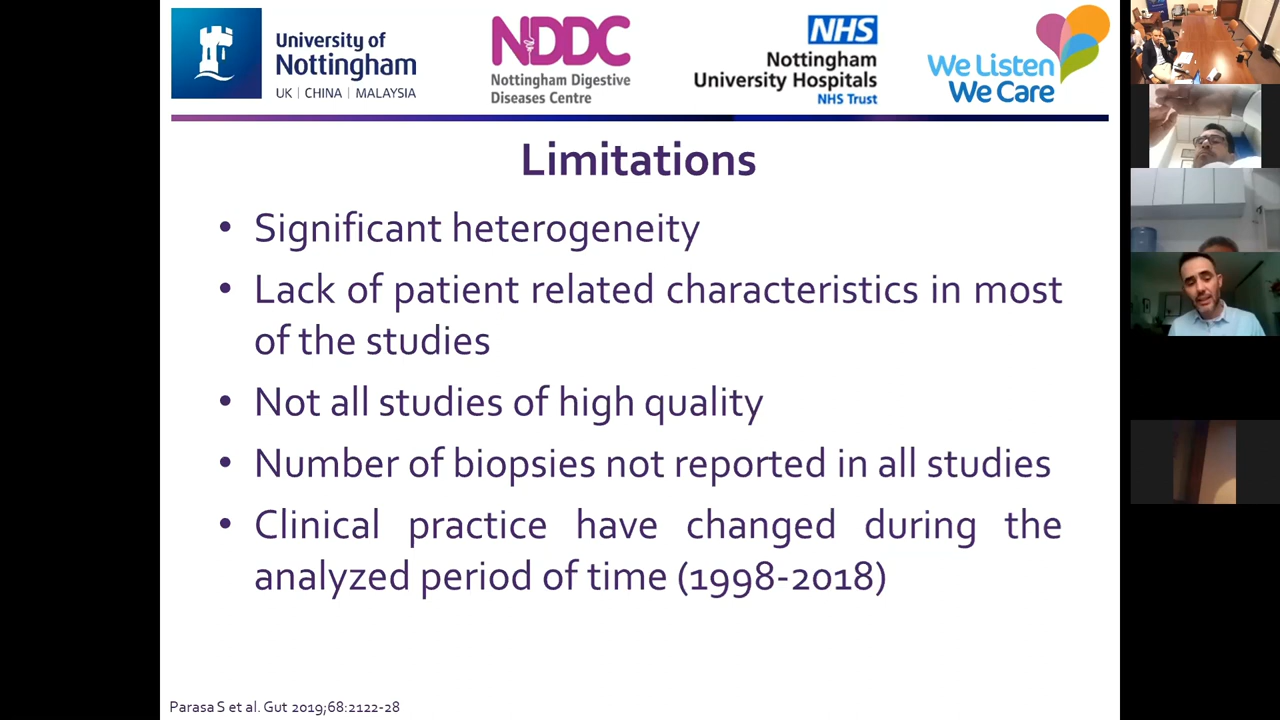 University of
Nottingham
UK | CHINA | MALAYSIA
NDDC
Nottingham Digestive
Diseases Centre
NHS
Nottingham
University Hospitals
NHS Trust
We Listen
We Care
Limitations
• Significant heterogeneity
• Lack of patient related characteristics in most
of the studies
• Not all studies of high quality
• Number of biopsies not reported in all studies
• Clinical practice have changed during the
analyzed period of time (1998-2018)
Parasa S et al. Gut 2019;68:2122-28